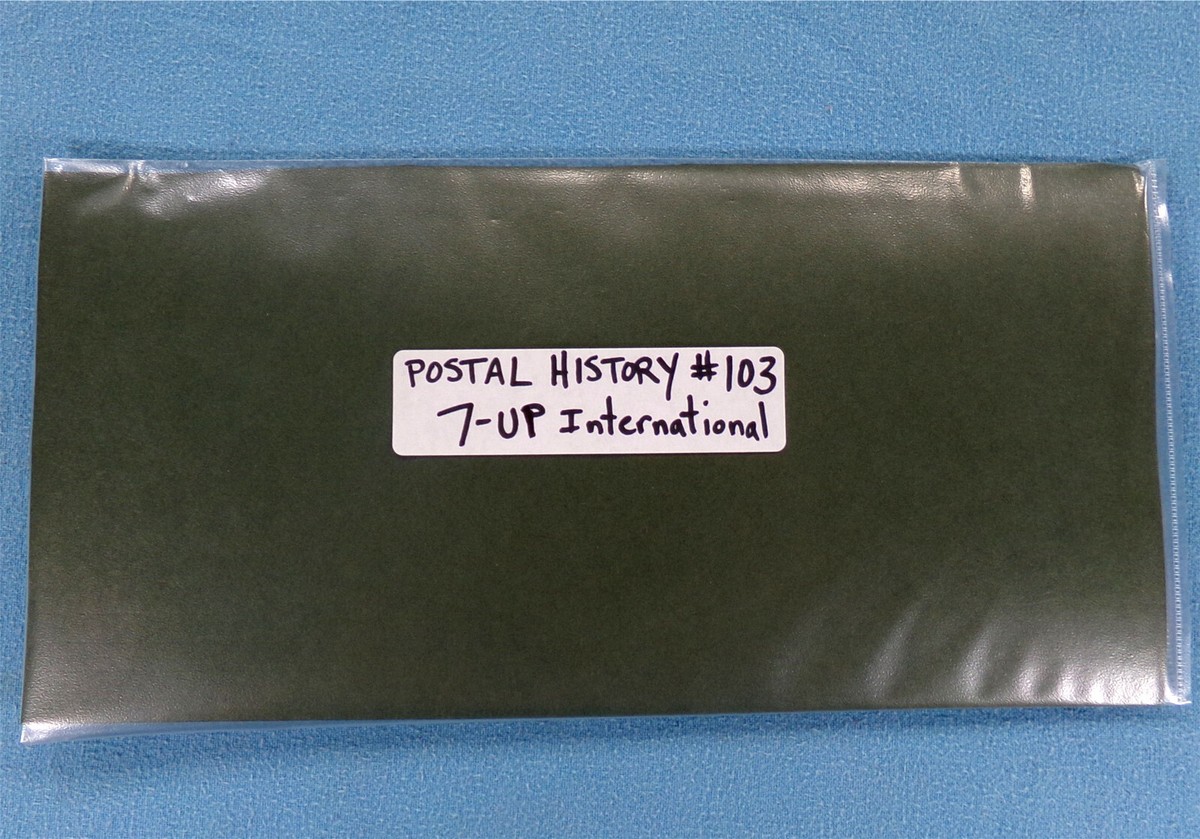 POSTAL HISTORY #103
7-UP International